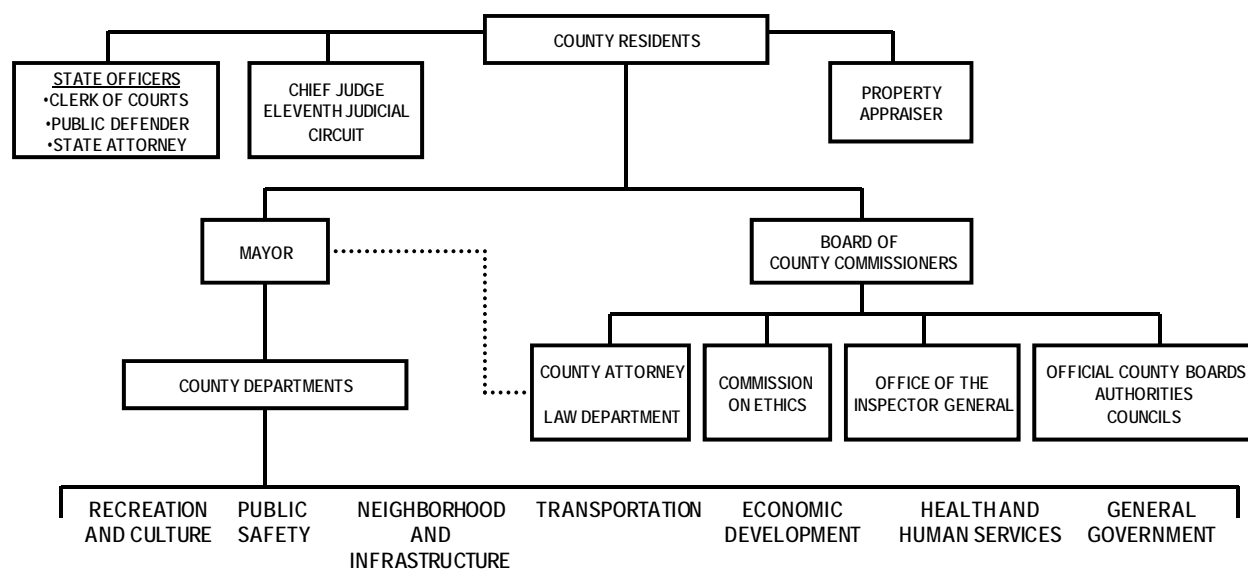 COUNTY RESIDENTS
STATE OFFICERS
•CLERK OF COURTS
•PUBLIC DEFENDER
•STATE ATTORNEY
CHIEF JUDGE
ELEVENTH JUDICIAL
CIRCUIT
PROPERTY
APPRAISER
MAYOR
BOARD OF
COUNTY COMMISSIONERS
COUNTY DEPARTMENTS
COUNTY ATTORNEY
LAW DEPARTMENT
COMMISSION
ON ETHICS
OFFICE OF THE
INSPECTOR GENERAL
OFFICIAL COUNTY BOARDS
AUTHORITIES
COUNCILS
RECREATION
AND CULTURE
PUBLIC
SAFETY
NEIGHBORHOOD
AND
INFRASTRUCTURE
TRANSPORTATION
ECONOMIC
DEVELOPMENT
HEALTH AND
HUMAN SERVICES
GENERAL
GOVERNMENT